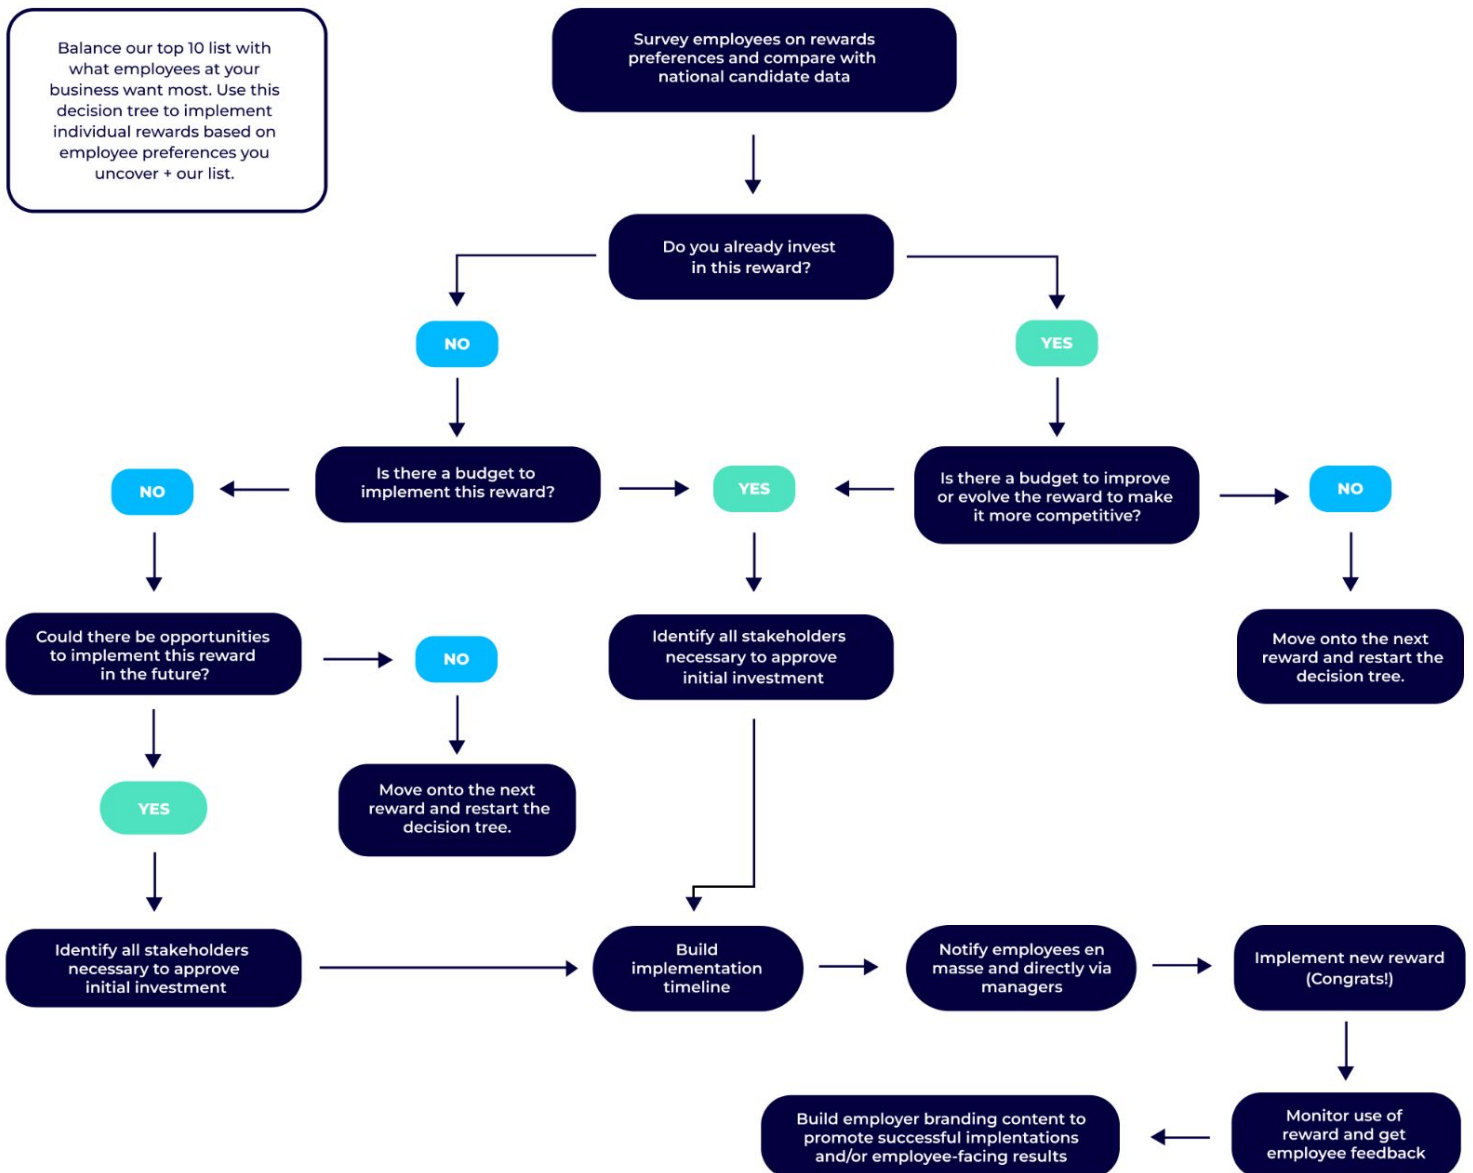 Balance our top 10 list with
what employees at your
business want most. Use this
decision tree to implement
individual rewards based on
employee preferences you
uncover + our list.
Survey employees on rewards
preferences and compare with
national candidate data
Do you already invest
in this reward?
NO
YES
Is there a budget to
implement this reward?
Is there a budget to improve
or evolve the reward to make
it more competitive?
NO
YES
NO
Could there be opportunities
to implement this reward
in the future?
NO
Identify all stakeholders
necessary to approve
initial investment
Move onto the next
reward and restart the
decision tree.
YES
Move onto the next
reward and restart the
decision tree.
Identify all stakeholders
necessary to approve
initial investment
Build
implementation
timeline
Notify employees en
masse and directly via
managers
Implement new reward
(Congrats!)
Monitor use of
reward and get
employee feedback
Build employer branding content to
promote successful implentations
and/or employee-facing results